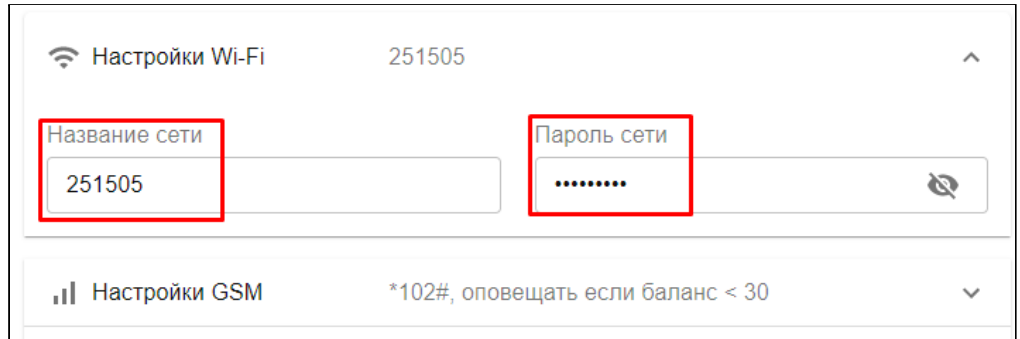 Настройки Wi-Fi 251505
Название сети Пароль сети
251505 •••••••••
Настройки GSM *102#, оповещать если баланс < 30